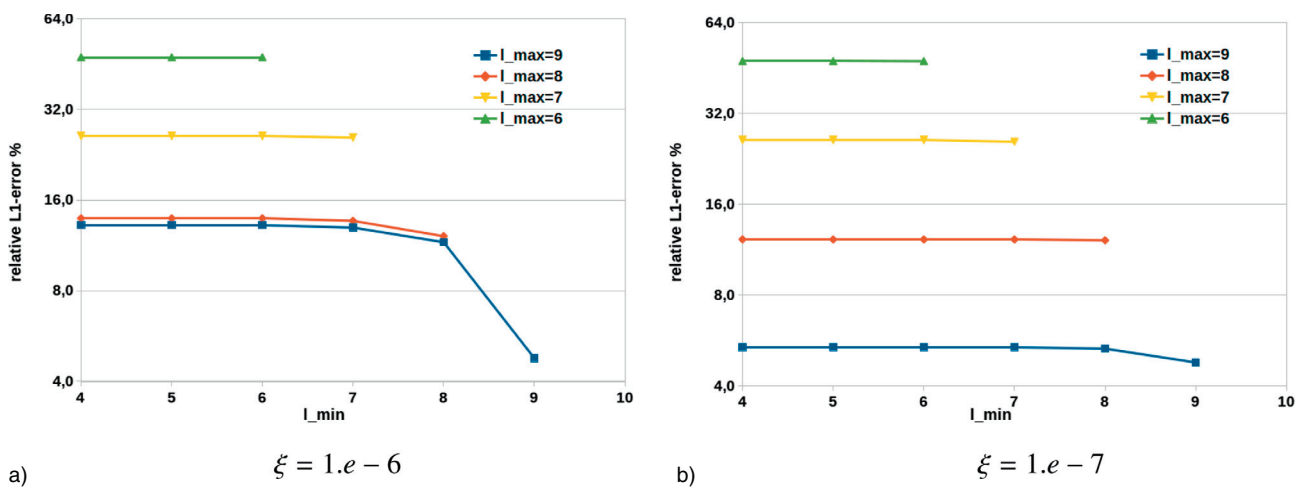 64,0
32,0
16,0
8,0
4,0
relative L1-error %
l_max=9
l_max=8
l_max=7
l_max=6
4 5 6 7 8 9 10
l_min
a) ξ = 1.e − 6
64,0
32,0
16,0
8,0
4,0
relative L1-error %
l_max=9
l_max=8
l_max=7
l_max=6
4 5 6 7 8 9 10
l_min
b) ξ = 1.e − 7